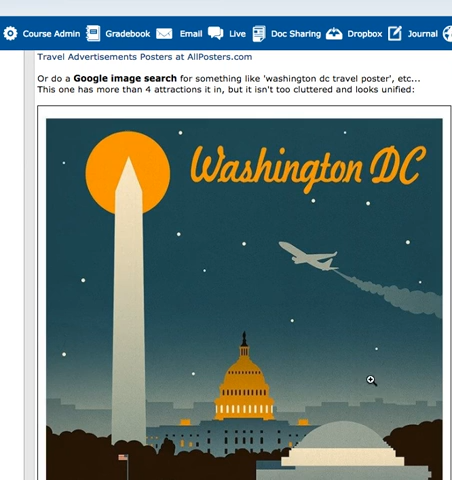 Course Admin Gradebook Email Live Doc Sharing Dropbox Journal
Travel Advertisements Posters at AllPosters.com
Or do a Google image search for something like 'washington dc travel poster', etc...
This one has more than 4 attractions it in, but it isn't too cluttered and looks unified:
Washington DC